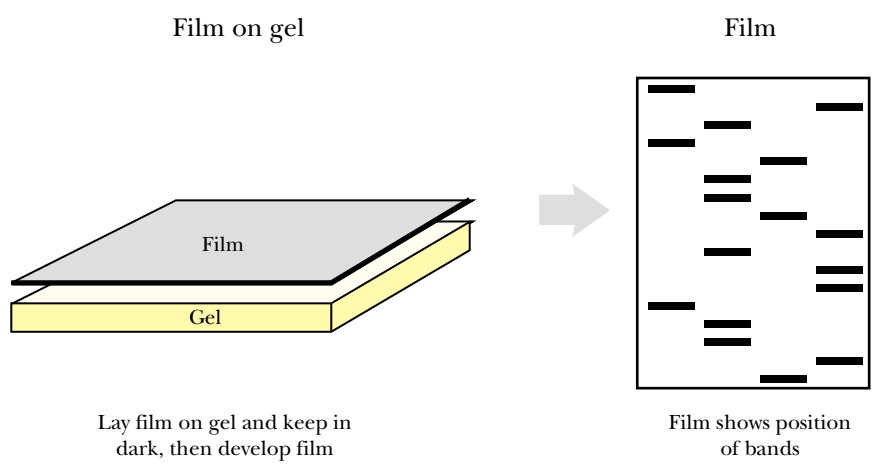 Film on gel
Film
Film
Gel
Lay film on gel and keep in
dark, then develop film
Film shows position
of bands